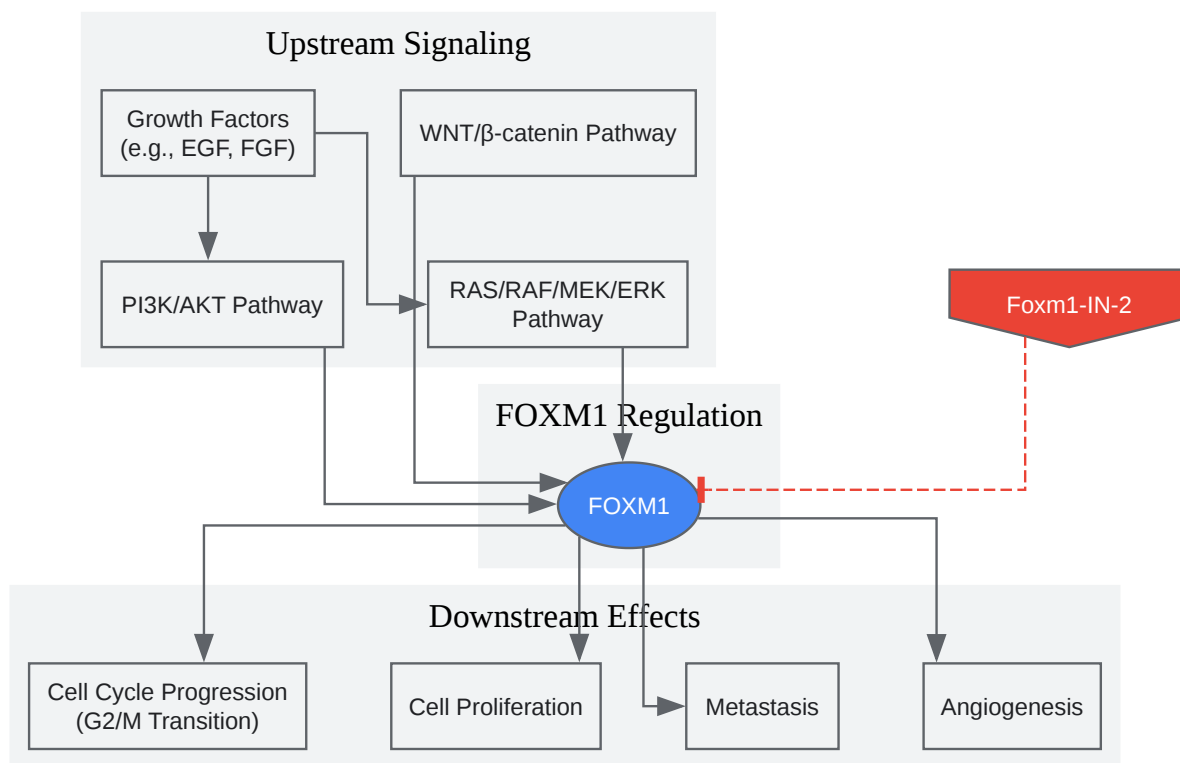 Upstream Signaling
Growth Factors
(e.g., EGF, FGF)
WNT/β-catenin Pathway
PI3K/AKT Pathway
RAS/RAF/MEK/ERK
Pathway
Foxm1-IN-2
FOXM1 Regulation
FOXM1
Downstream Effects
Cell Cycle Progression
(G2/M Transition)
Cell Proliferation
Metastasis
Angiogenesis